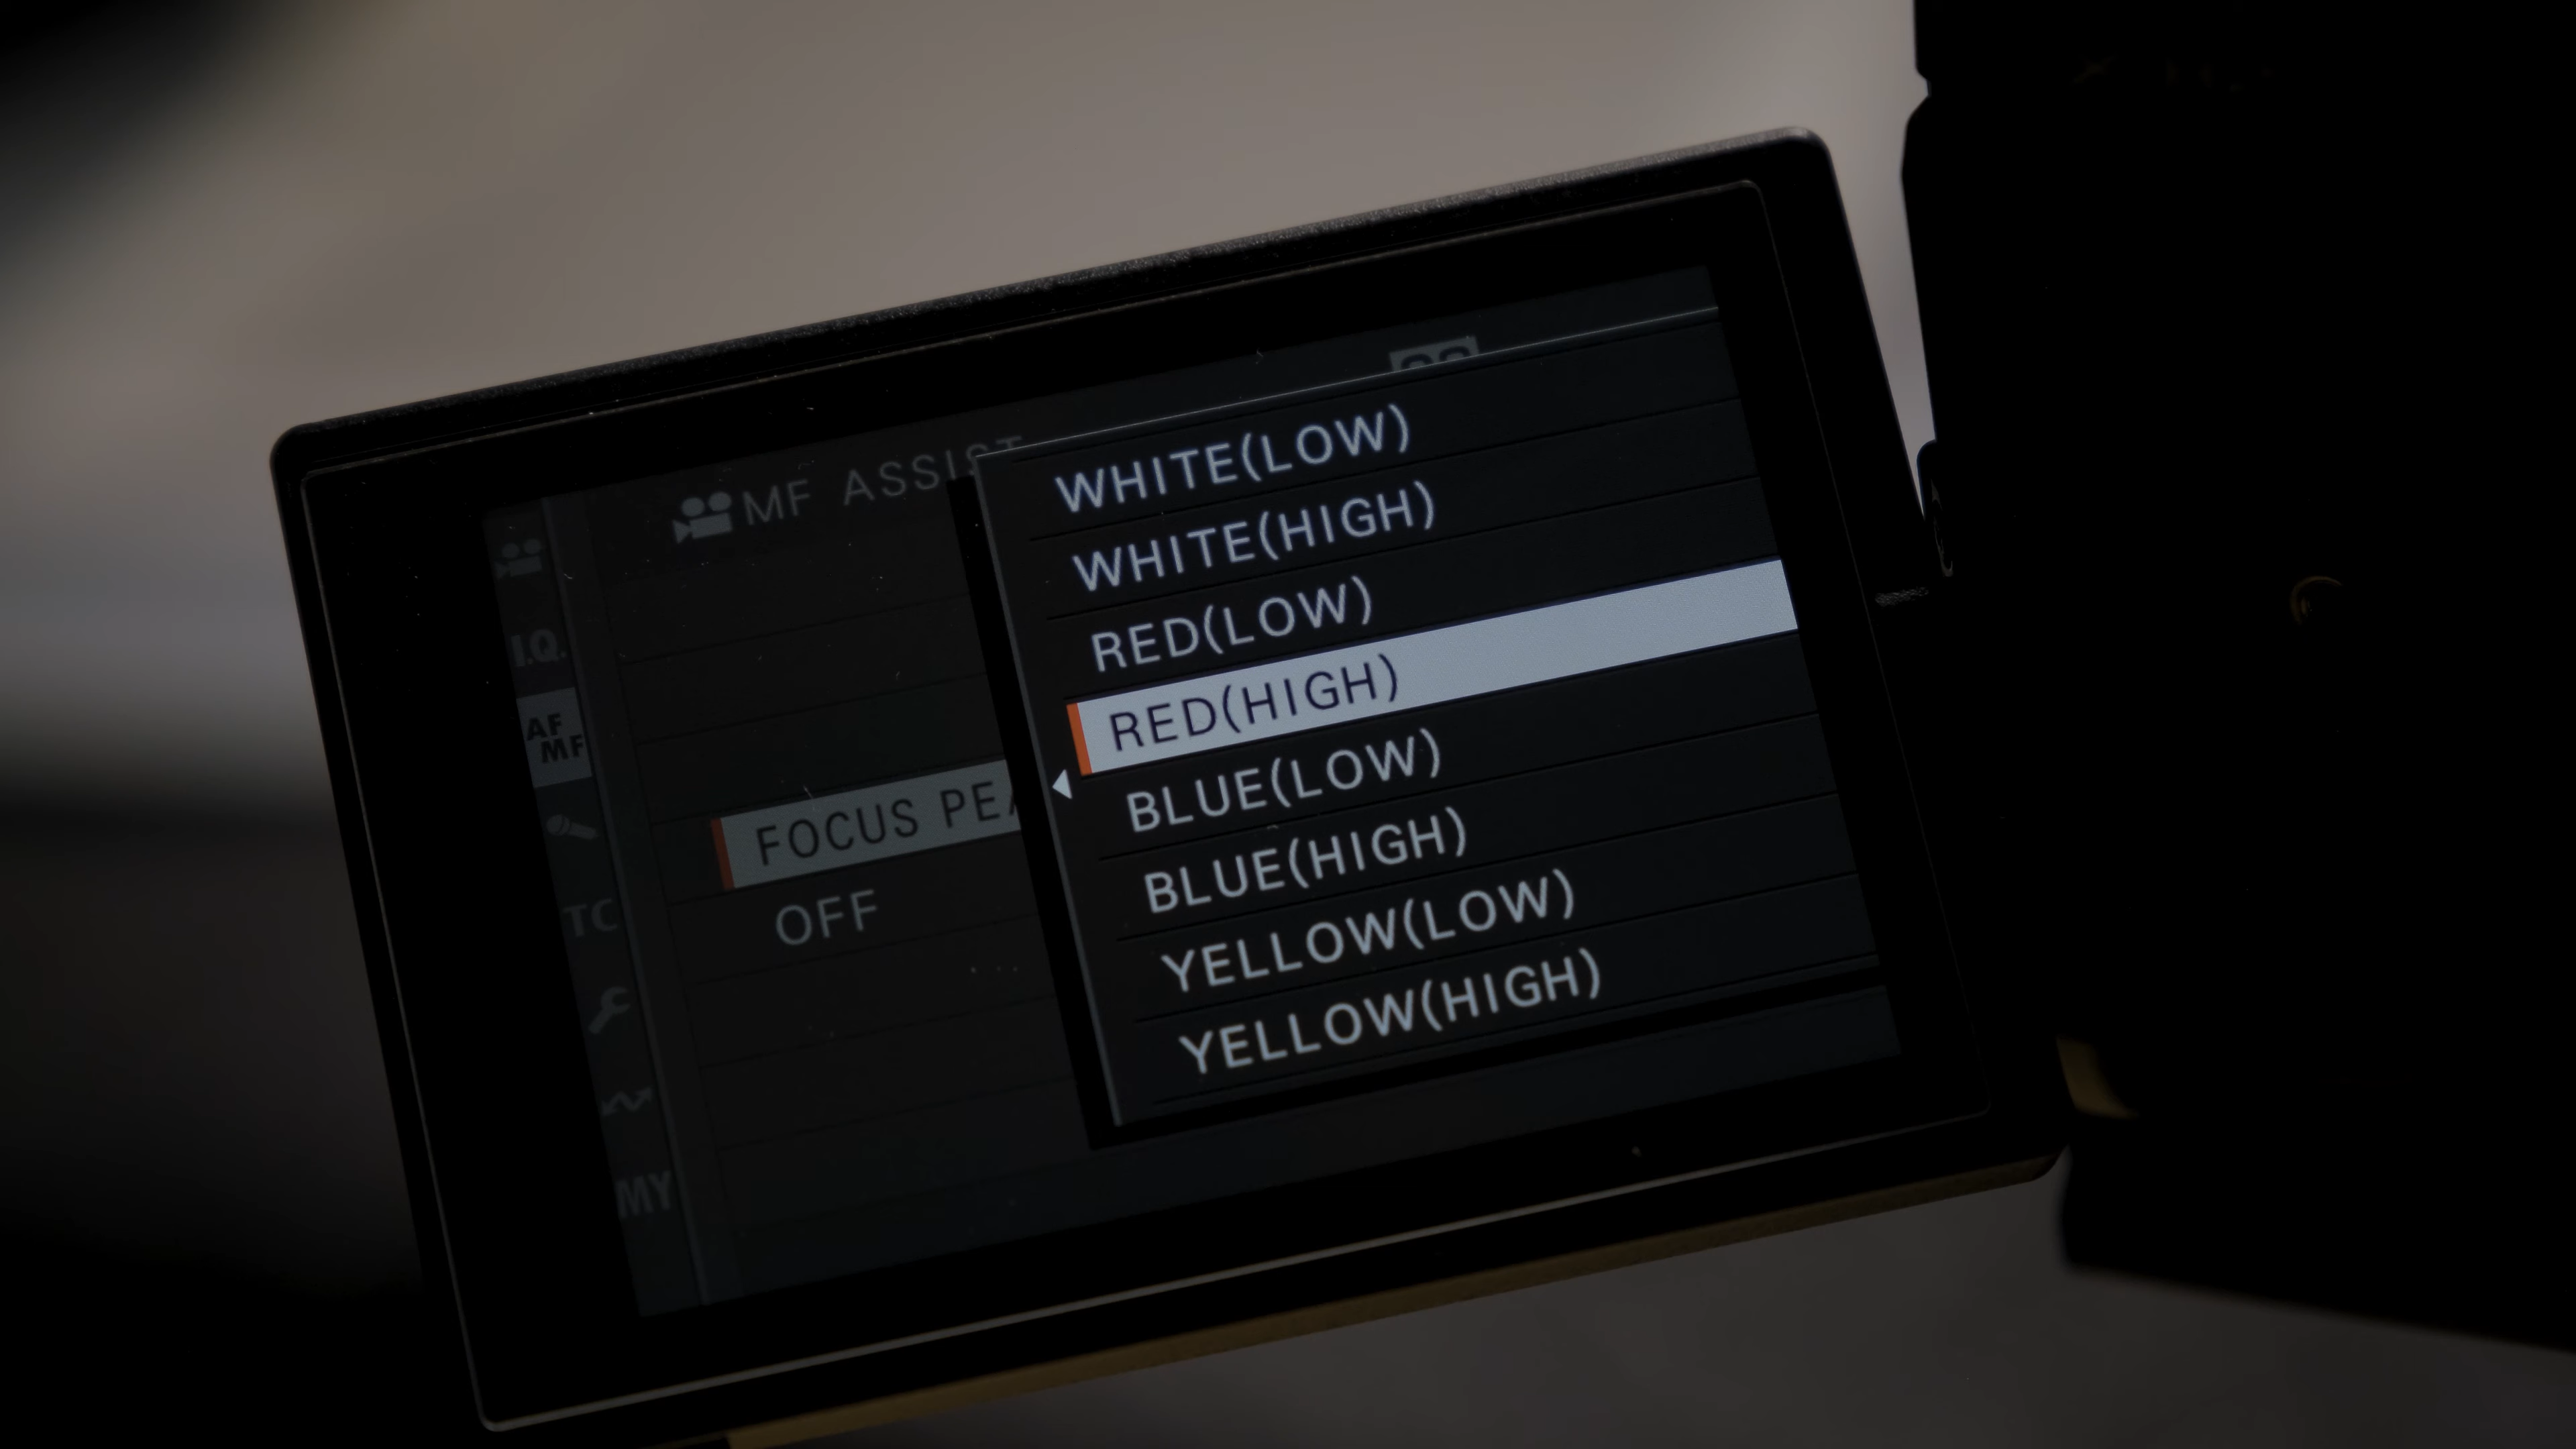 MF ASSIST
I.Q.
AF
MF
FOCUS PEA
OFF
TC
MY
WHITE(LOW)
WHITE(HIGH)
RED(LOW)
RED(HIGH)
BLUE(LOW)
BLUE(HIGH)
YELLOW(LOW)
YELLOW(HIGH)